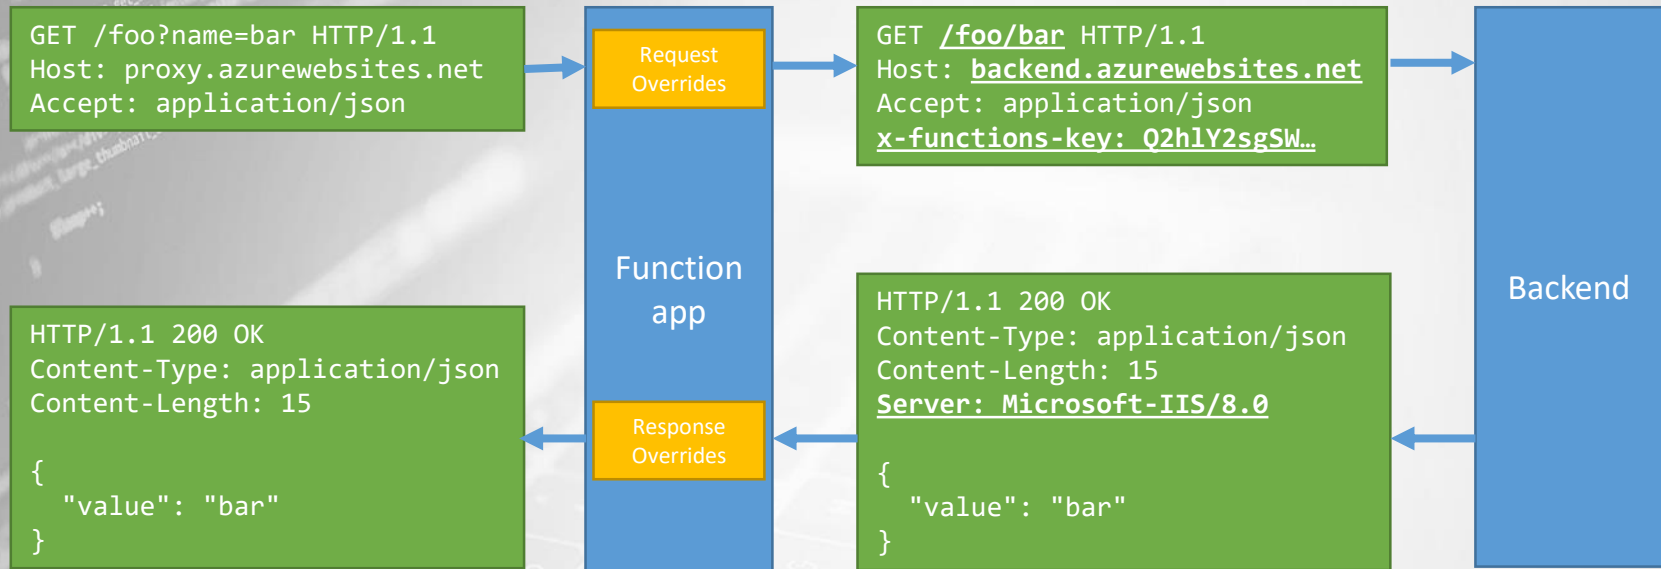 GET /foo?name=bar HTTP/1.1
Host: proxy.azurewebsites.net
Accept: application/json
Request
Overrides
GET /foo/bar HTTP/1.1
Host: backend.azurewebsites.net
Accept: application/json
x-functions-key: Q2hlY2sgSW…
Function
app
Backend
HTTP/1.1 200 OK
Content-Type: application/json
Content-Length: 15
Server: Microsoft-IIS/8.0
{
"value": "bar"
}
Response
Overrides
HTTP/1.1 200 OK
Content-Type: application/json
Content-Length: 15
{
"value": "bar"
}